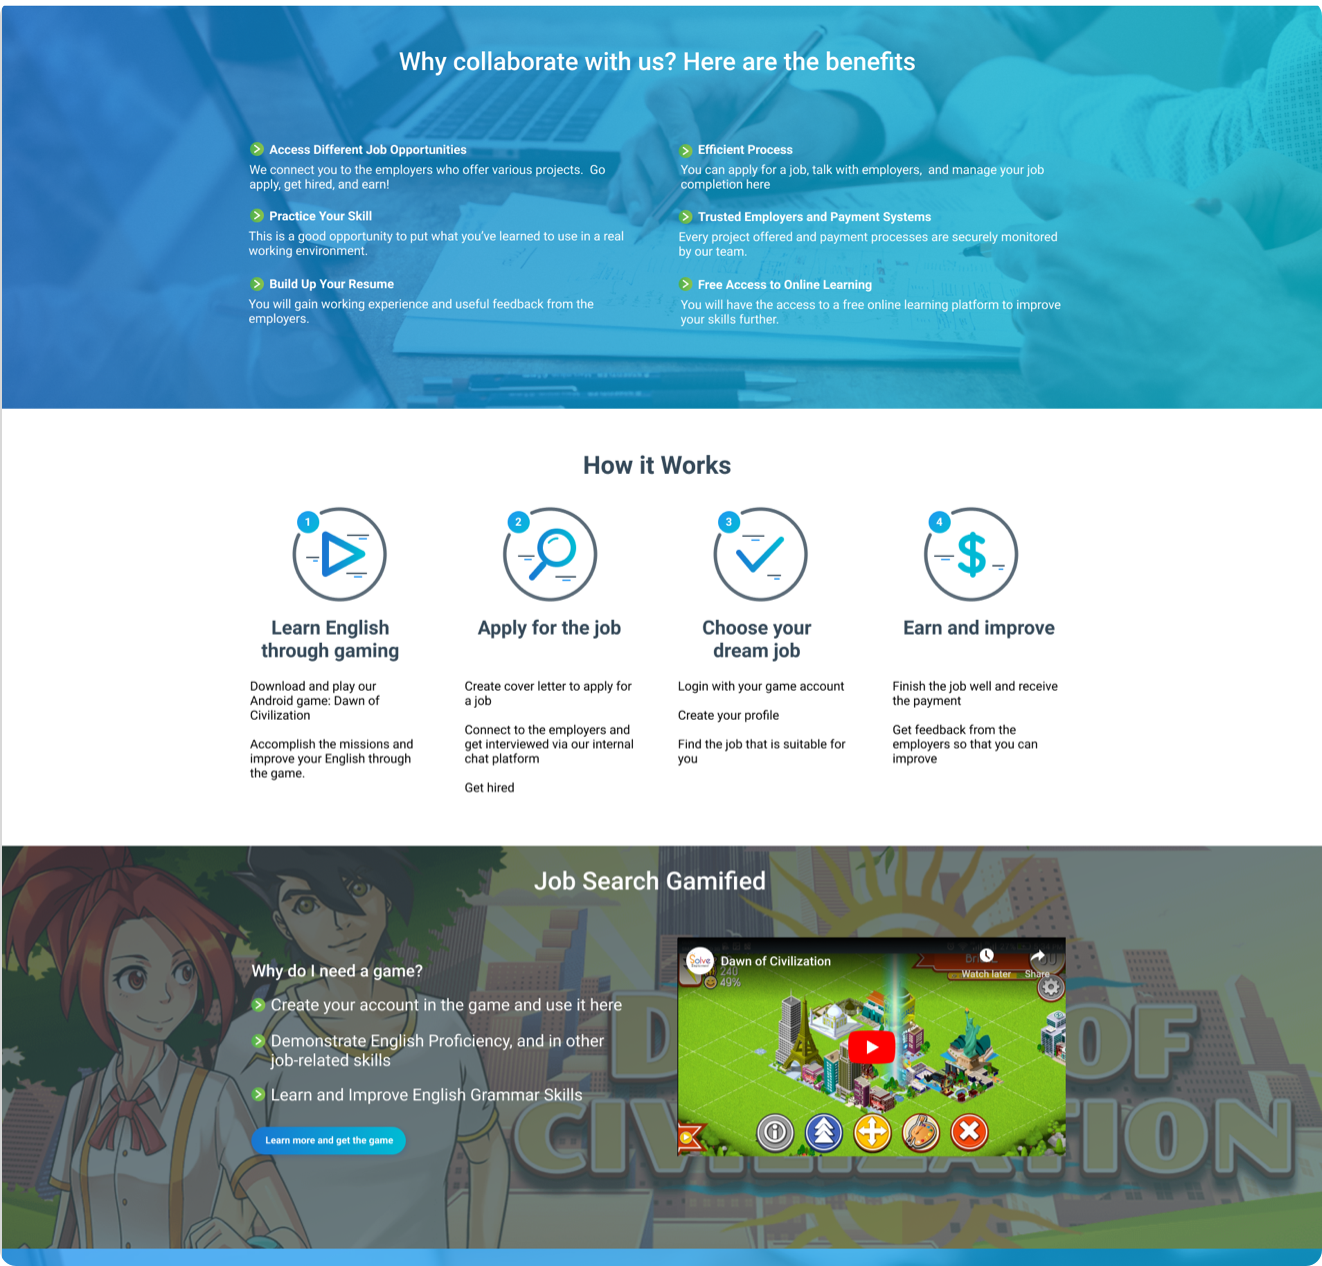 Why collaborate with us? Here are the benefits
Access Different Job Opportunities
We connect you to the employers who offer various projects.  Go
apply, get hired, and earn!
Practice Your Skill
This is a good opportunity to put what you've learned to use in a real
working environment.
Build Up Your Resume
You will gain working experience and useful feedback from the
employers.
Efficient Process
You can apply for a job, talk with employers,  and manage your job
completion here
Trusted Employers and Payment Systems
Every project offered and payment processes are securely monitored
by our team.
Free Access to Online Learning
You will have the access to a free online learning platform to improve
your skills further.
How it Works
1
Learn English
through gaming
Download and play our
Android game: Dawn of
Civilization
Accomplish the missions and
improve your English through
the game.
2
Apply for the job
Create cover letter to apply for
a job
Connect to the employers and
get interviewed via our internal
chat platform
Get hired
3
Choose your
dream job
Login with your game account
Create your profile
Find the job that is suitable for
you
4
Earn and improve
Finish the job well and receive
the payment
Get feedback from the
employers so that you can
improve
Job Search Gamified
Why do I need a game?
Create your account in the game and use it here
Demonstrate English Proficiency, and in other
job-related skills
Learn and Improve English Grammar Skills
Learn more and get the game
Solve
Dawn of Civilization
Watch later
Share
240
49%
D OF
CIVILIZATION